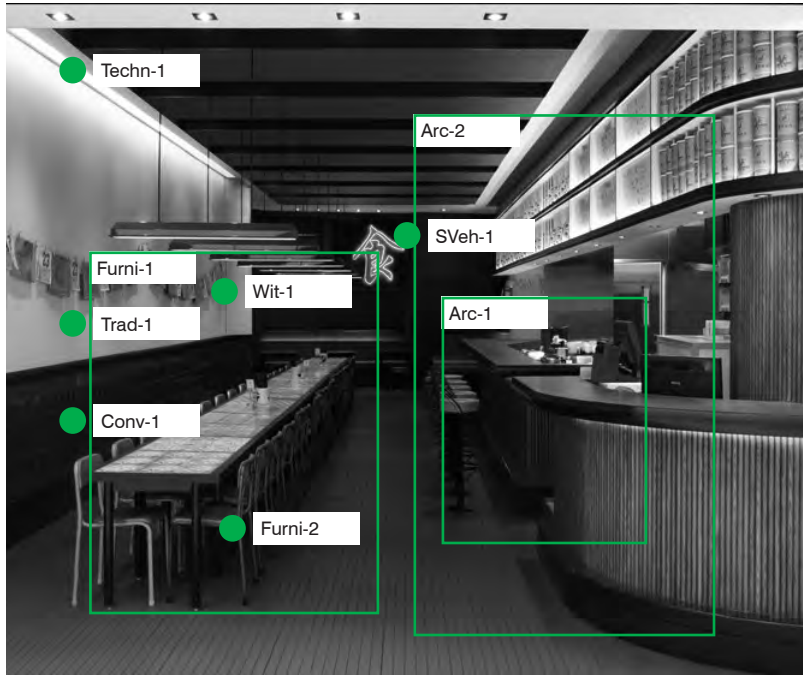 Techn-1
Arc-2
食
SVeh-1
Furni-1
Wit-1
Arc-1
Trad-1
23
Conv-1
Furni-2